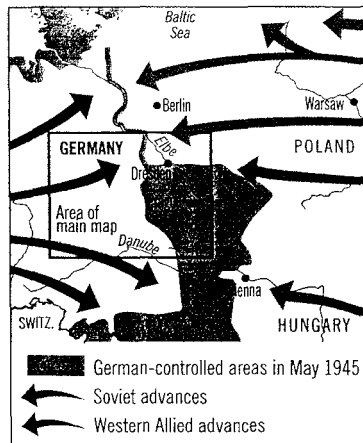 Baltic
Sea
Berlin
Warsaw
GERMANY
Elbe
POLAND
Dresden
Area of
main map
Danube
SWITZ.
HUNGARY
German-controlled areas in May 1945
Soviet advances
Western Allied advances